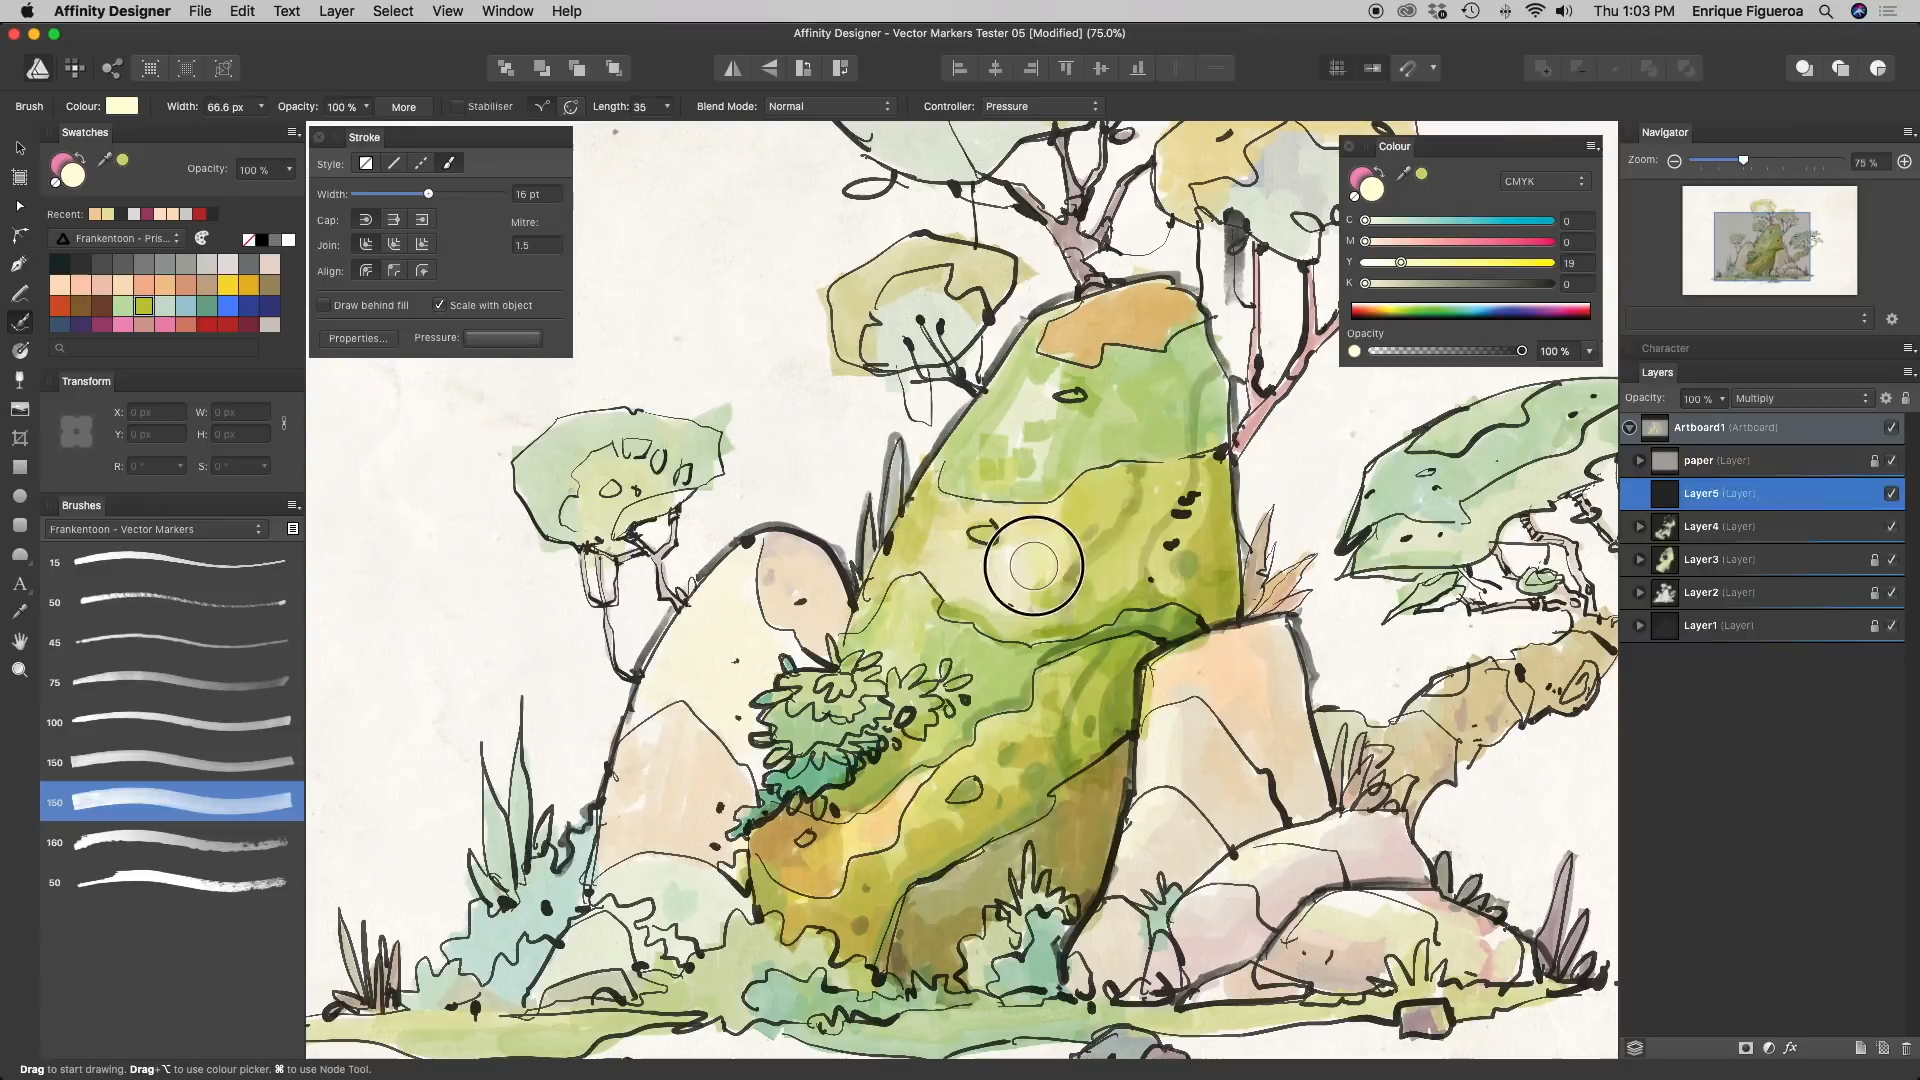 Affinity Designer File Edit Text Layer Select View Window Help Thu 1:03 PM Enrique Figueroa
Affinity Designer - Vector Markers Tester 05 [Modified] (75.0%)
Brush Colour: Width: 66.6 px Opacity: 100 % More Stabiliser Length: 35 Blend Mode: Normal Controller: Pressure
Swatches
Opacity: 100 %
Recent:
Frankentoon - Pris...
Transform
X: 0 px W: 0 px
Y: 0 px H: 0 px
R: 0 ° S: 0 °
Brushes
Frankentoon - Vector Markers
15
50
45
75
100
150
150
160
50
Stroke
Style:
Width: 16 pt
Cap: Mitre:
Join: 1.5
Align:
Draw behind fill Scale with object
Properties... Pressure:
Colour
CMYK
C 0
M 0
Y 19
K 0
Opacity
100 %
Navigator
Zoom: 75 %
Character
Layers
Opacity: 100 % Multiply
Artboard1 (Artboard)
paper (Layer)
Layer5 (Layer)
Layer4 (Layer)
Layer3 (Layer)
Layer2 (Layer)
Layer1 (Layer)
fx
Drag to start drawing. Drag+⌥ to use colour picker. ⌘ to use Node Tool.